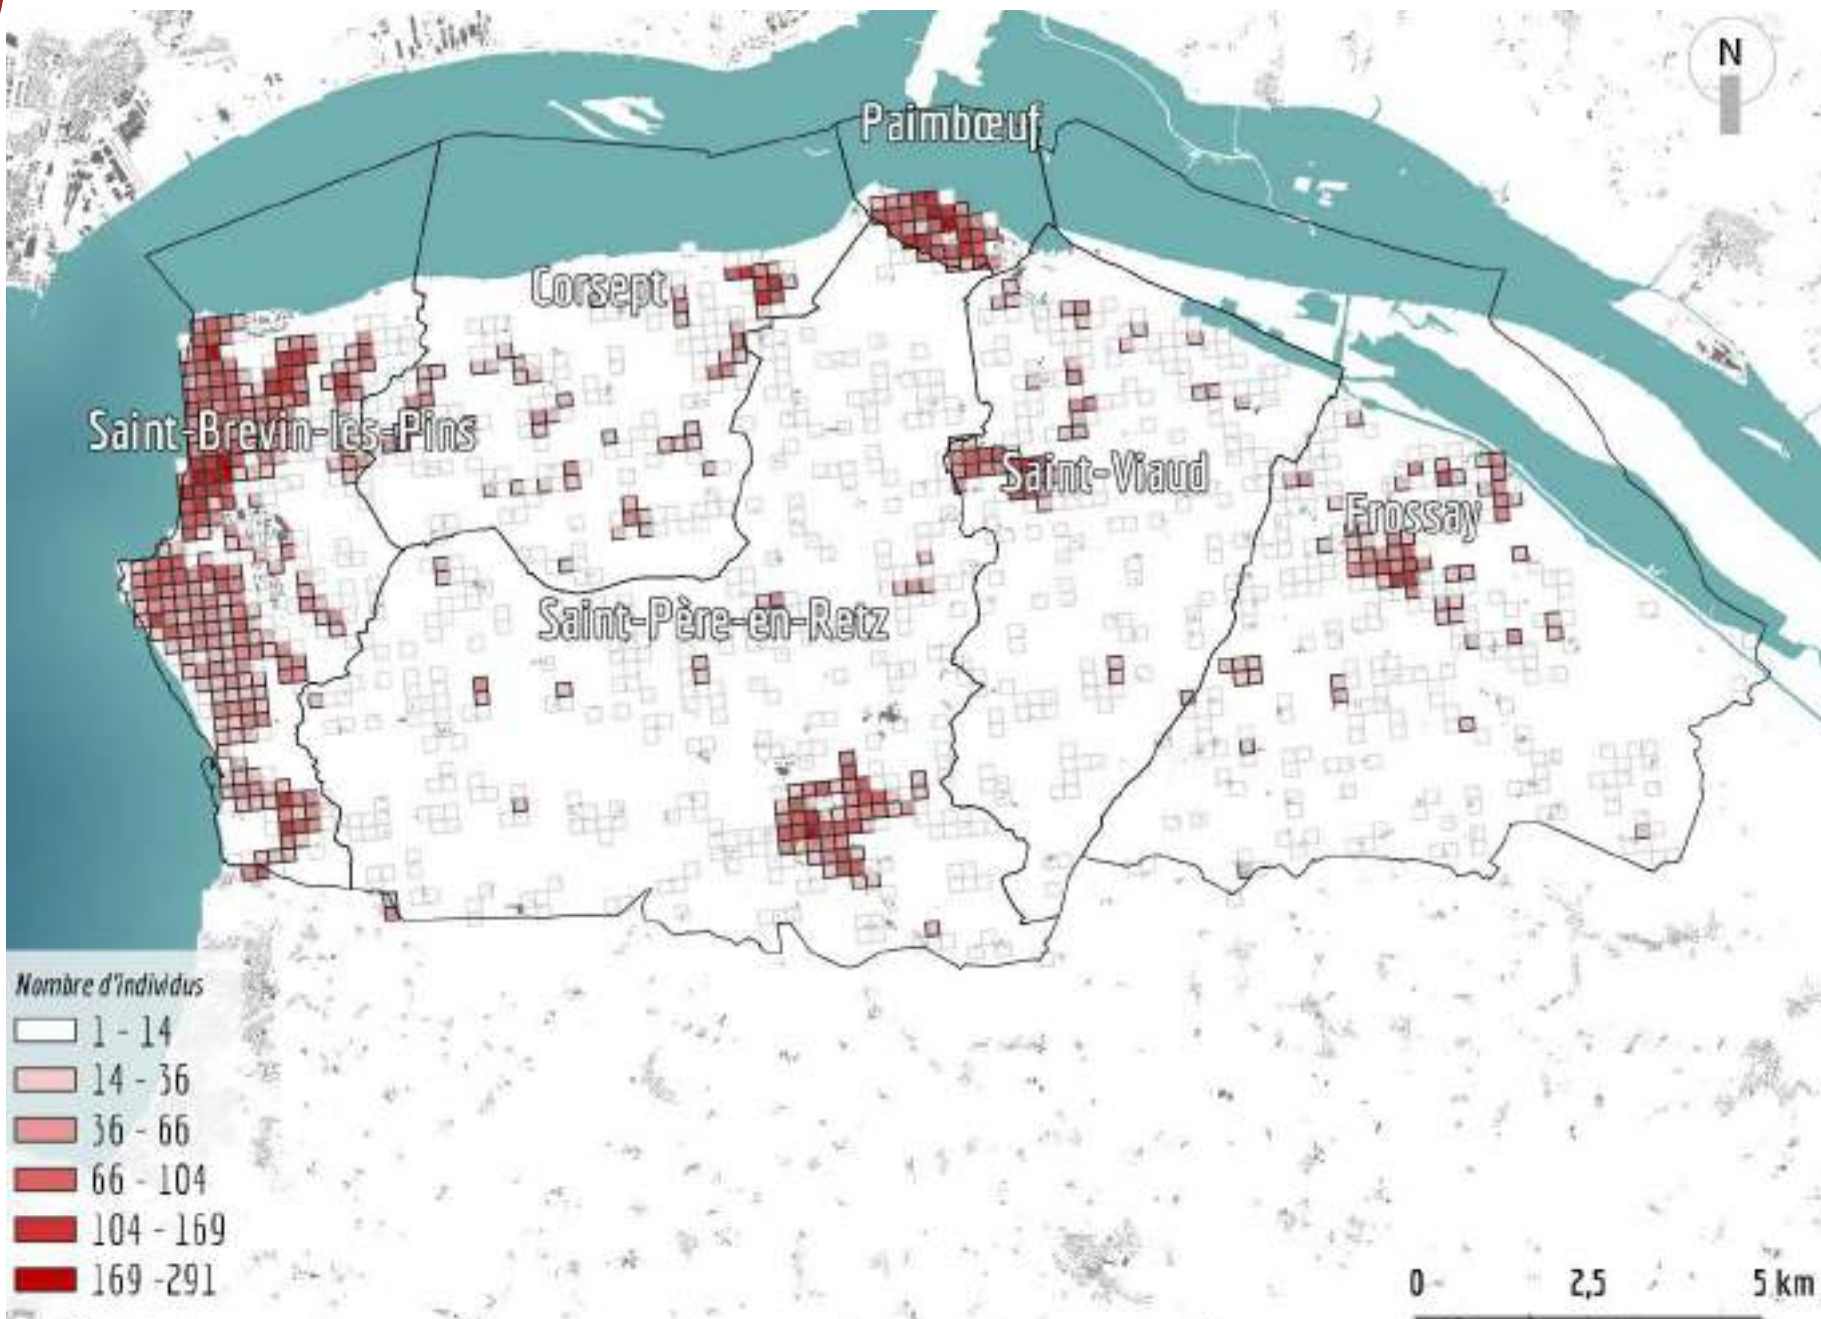 N
Paimbœuf
Corsept
Saint-Brevin-les-Pins
Saint-Viaud
Frossay
Saint-Père-en-Retz
Nombre d'individus
1 - 14
14 - 36
36 - 66
66 - 104
104 - 169
169 -291
0 2,5 5 km